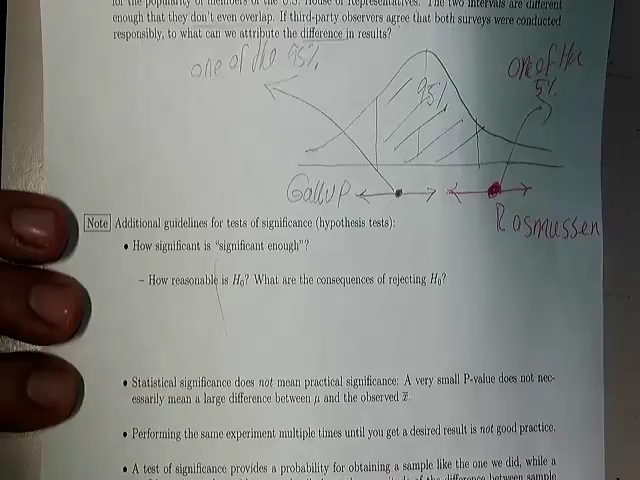 for the popularity of members of the U.S. House of Representatives. The two intervals are different
enough that they don't even overlap. If third-party observers agree that both surveys were conducted
responsibly, to what can we attribute the difference in results?
one of the 95%
one of the
5%
95%
Gallup
Rasmussen
Note Additional guidelines for tests of significance (hypothesis tests):
• How significant is "significant enough"?
– How reasonable is H₀? What are the consequences of rejecting H₀?
• Statistical significance does not mean practical significance: A very small P-value does not nec-
essarily mean a large difference between μ and the observed x̄.
• Performing the same experiment multiple times until you get a desired result is not good practice.
• A test of significance provides a probability for obtaining a sample like the one we did, while a
of the difference between sample